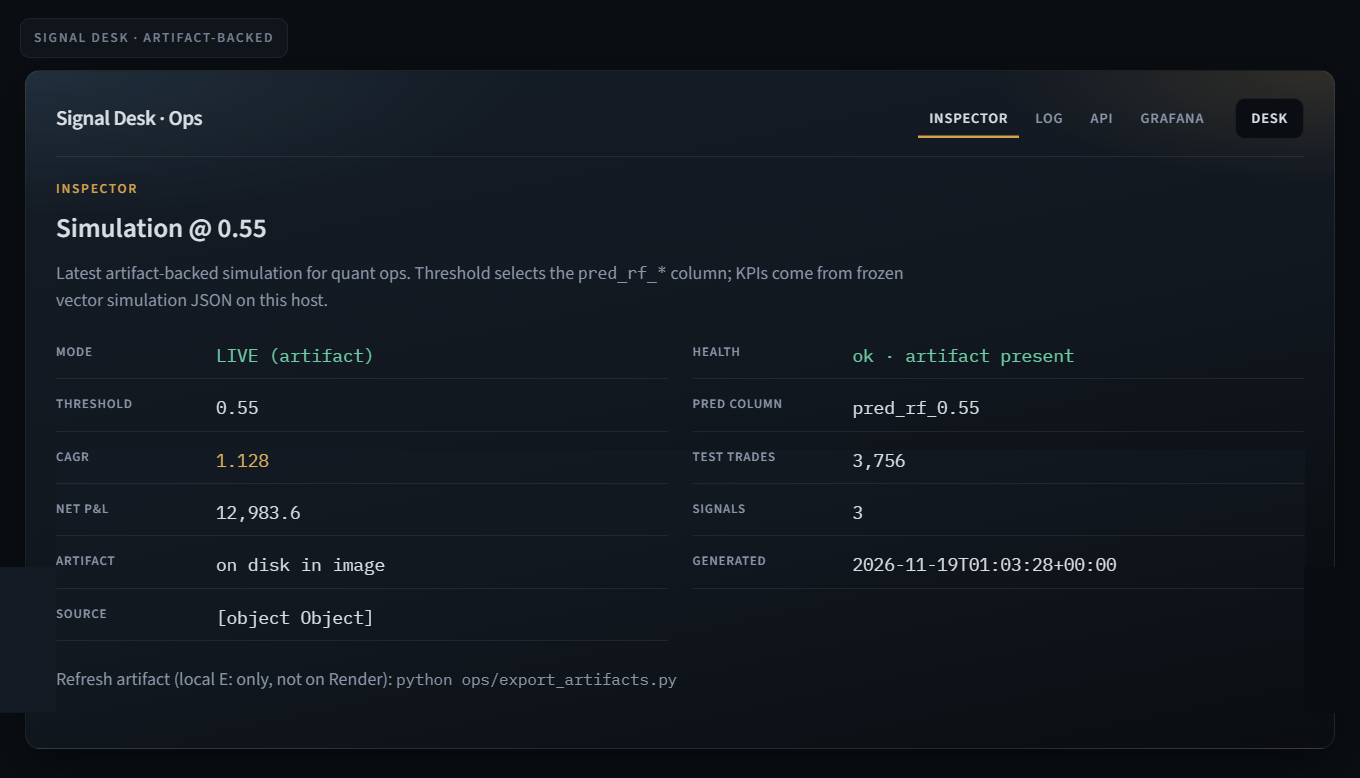 SIGNAL DESK · ARTIFACT-BACKED
Signal Desk · Ops
INSPECTOR LOG API GRAFANA DESK
INSPECTOR
Simulation @ 0.55
Latest artifact-backed simulation for quant ops. Threshold selects the pred_rf_* column; KPIs come from frozen
vector simulation JSON on this host.
MODE LIVE (artifact)
HEALTH ok · artifact present
THRESHOLD 0.55
PRED COLUMN pred_rf_0.55
CAGR 1.128
TEST TRADES 3,756
NET P&L 12,983.6
SIGNALS 3
ARTIFACT on disk in image
GENERATED 2026-11-19T01:03:28+00:00
SOURCE [object Object]
Refresh artifact (local E: only, not on Render): python ops/export_artifacts.py